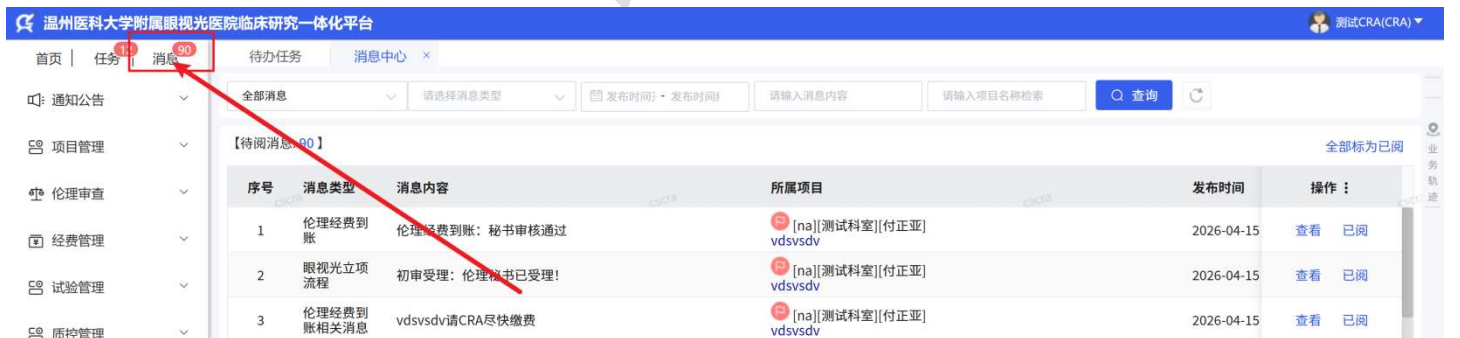 温州医科大学附属眼视光医院临床研究一体化平台
测试CRA(CRA)
首页 任务 消息 90
待办任务 消息中心 ×
通知公告
项目管理
伦理审查
经费管理
试验管理
质控管理
全部消息 请选择消息类型 - 请输入消息内容 请输入项目名称检索 查询
【待阅消息: 90 】 全部标为已阅
业务轨迹
序号 消息类型 消息内容 所属项目 发布时间 操作
1 伦理经费到账 伦理经费到账：秘书审核通过 [na][测试科室][付正亚] vdsvsdv 2026-04-15 查看 已阅
2 眼视光立项流程 初审受理：伦理秘书已受理! [na][测试科室][付正亚] vdsvsdv 2026-04-15 查看 已阅
3 伦理经费到账相关消息 vdsvsdv请CRA尽快缴费 [na][测试科室][付正亚] vdsvsdv 2026-04-15 查看 已阅